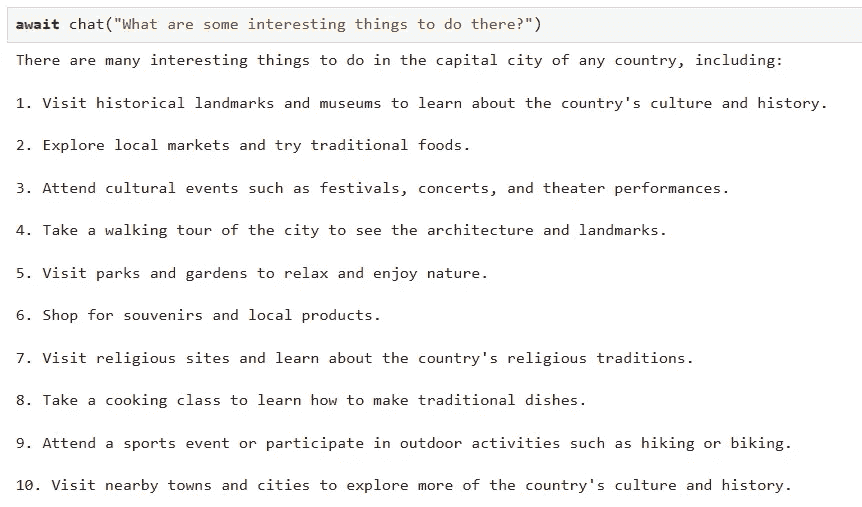 await chat("What are some interesting things to do there?")
There are many interesting things to do in the capital city of any country, including:
1. Visit historical landmarks and museums to learn about the country's culture and history.
2. Explore local markets and try traditional foods.
3. Attend cultural events such as festivals, concerts, and theater performances.
4. Take a walking tour of the city to see the architecture and landmarks.
5. Visit parks and gardens to relax and enjoy nature.
6. Shop for souvenirs and local products.
7. Visit religious sites and learn about the country's religious traditions.
8. Take a cooking class to learn how to make traditional dishes.
9. Attend a sports event or participate in outdoor activities such as hiking or biking.
10. Visit nearby towns and cities to explore more of the country's culture and history.